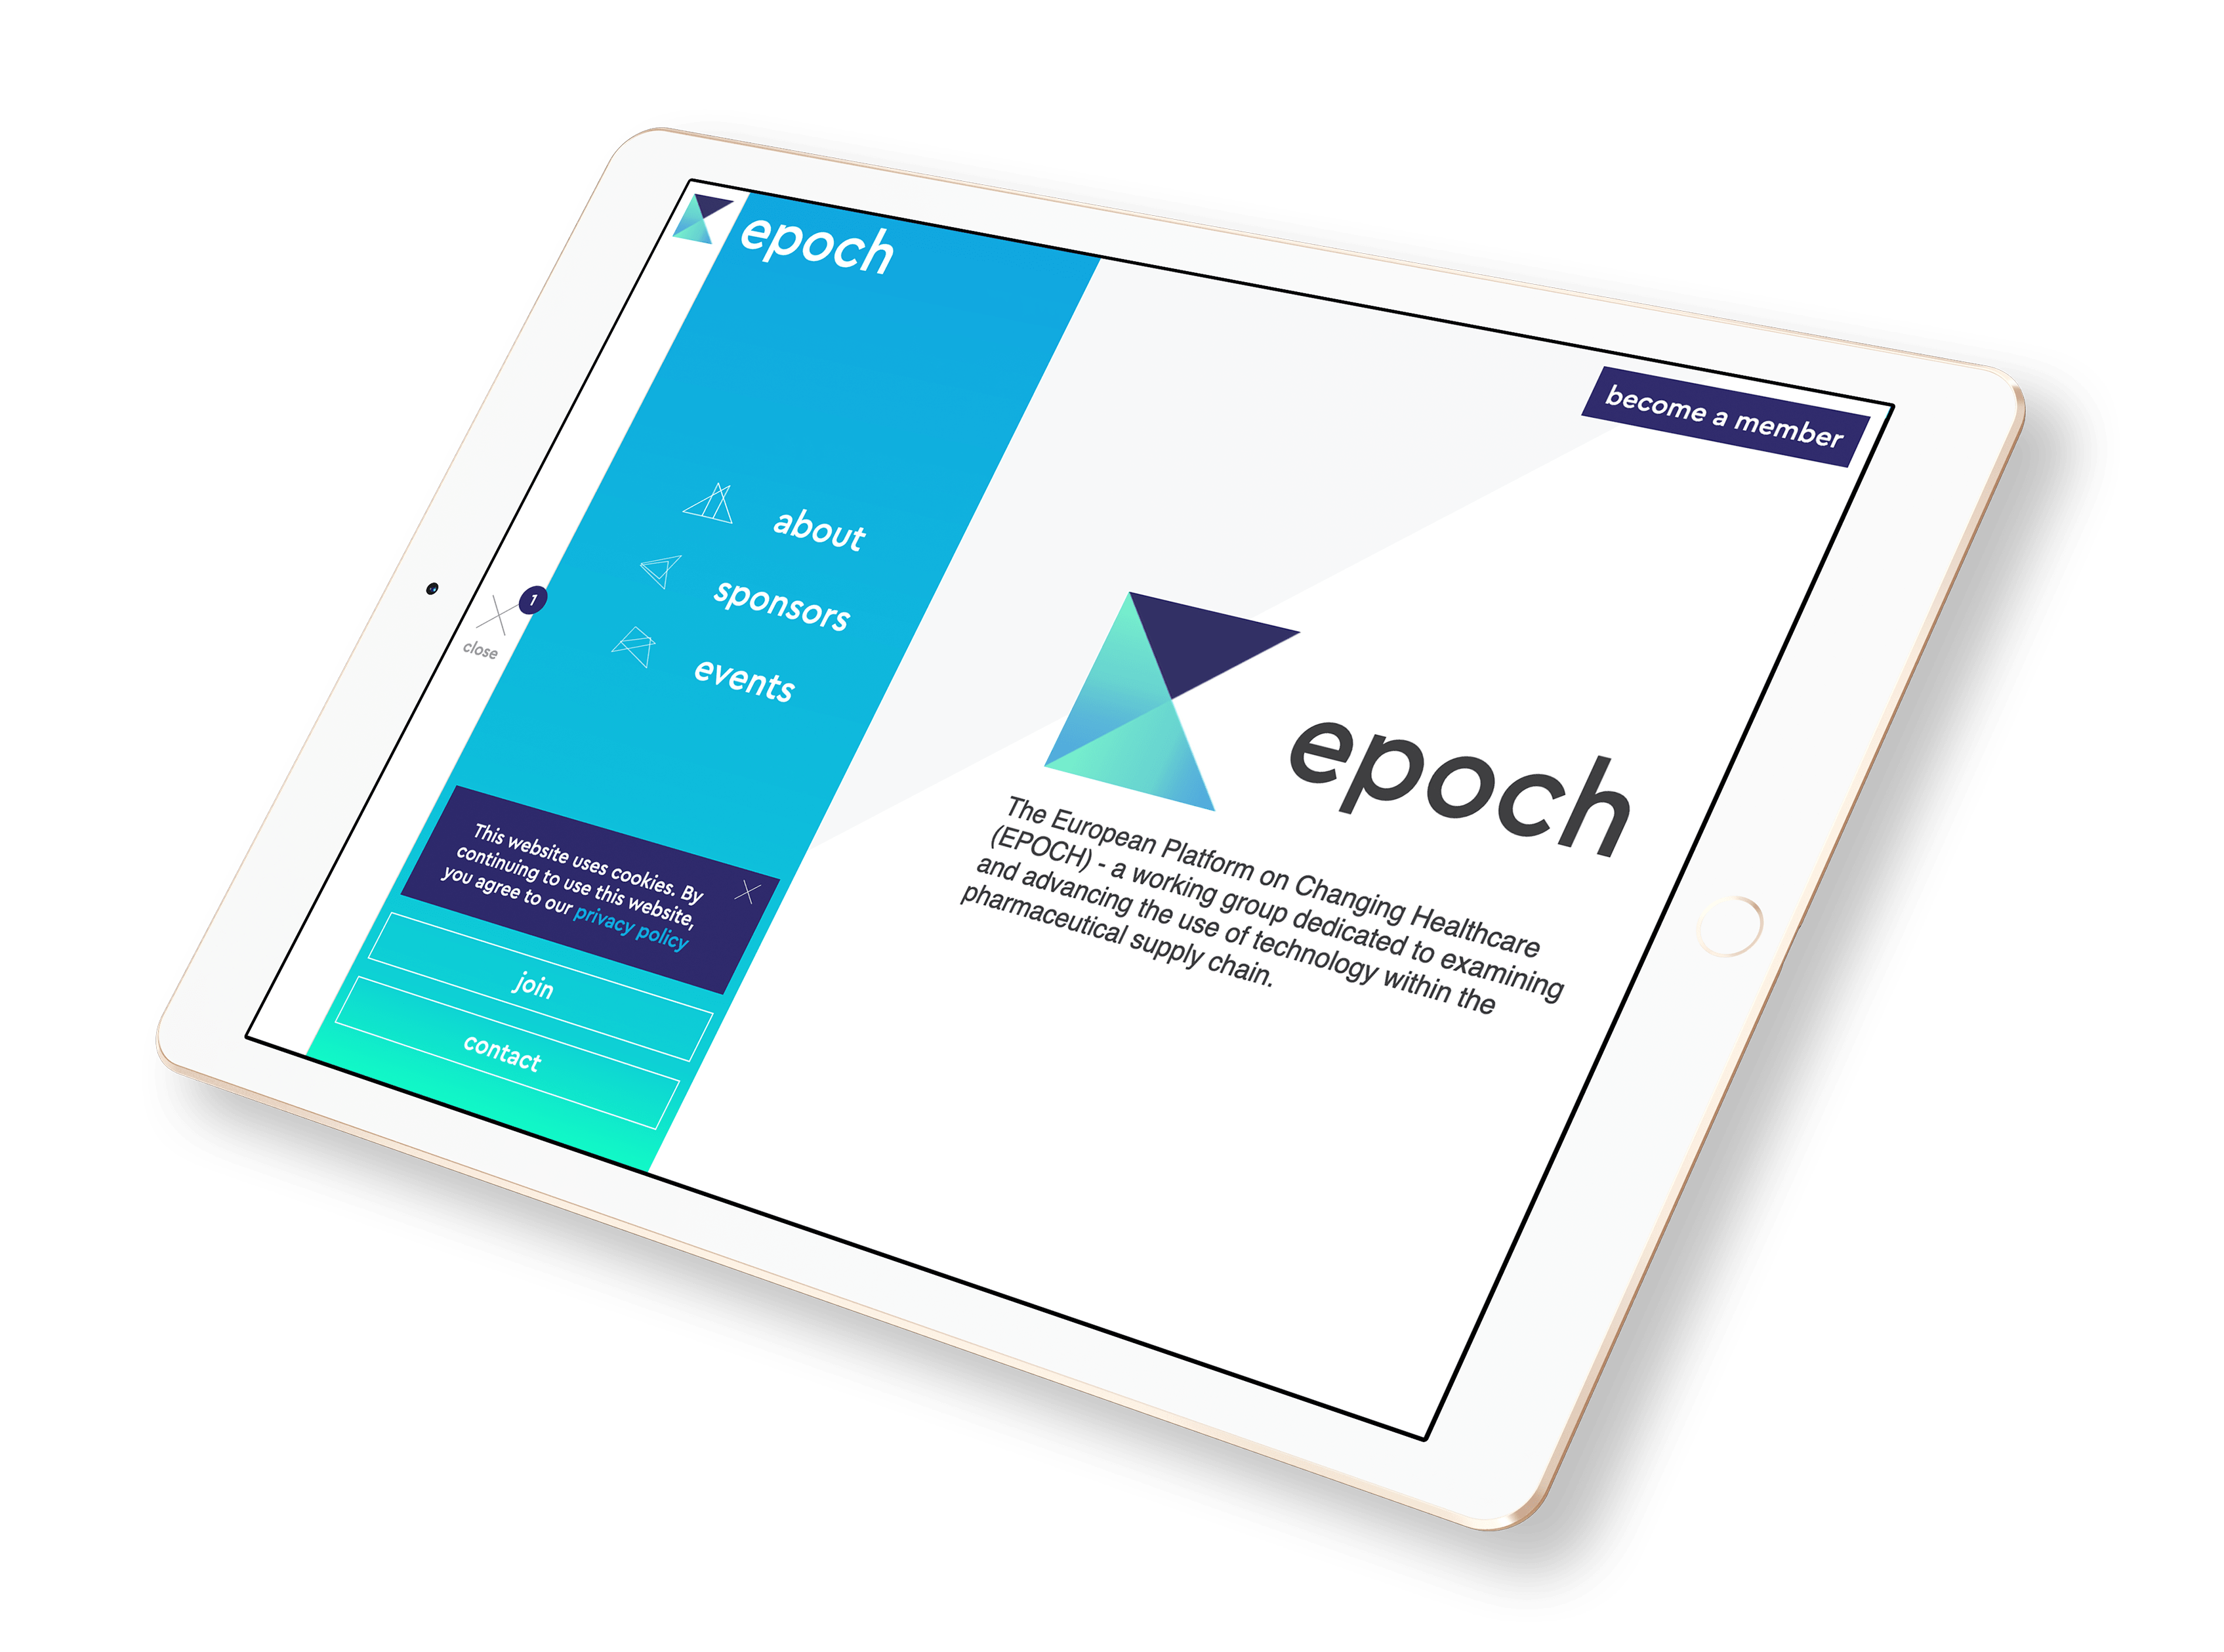 epoch
become a member
about
sponsors
events
1
close
This website uses cookies. By
continuing to use this website,
you agree to our privacy policy
join
contact
epoch
The European Platform on Changing Healthcare
(EPOCH) - a working group dedicated to examining
and advancing the use of technology within the
pharmaceutical supply chain.